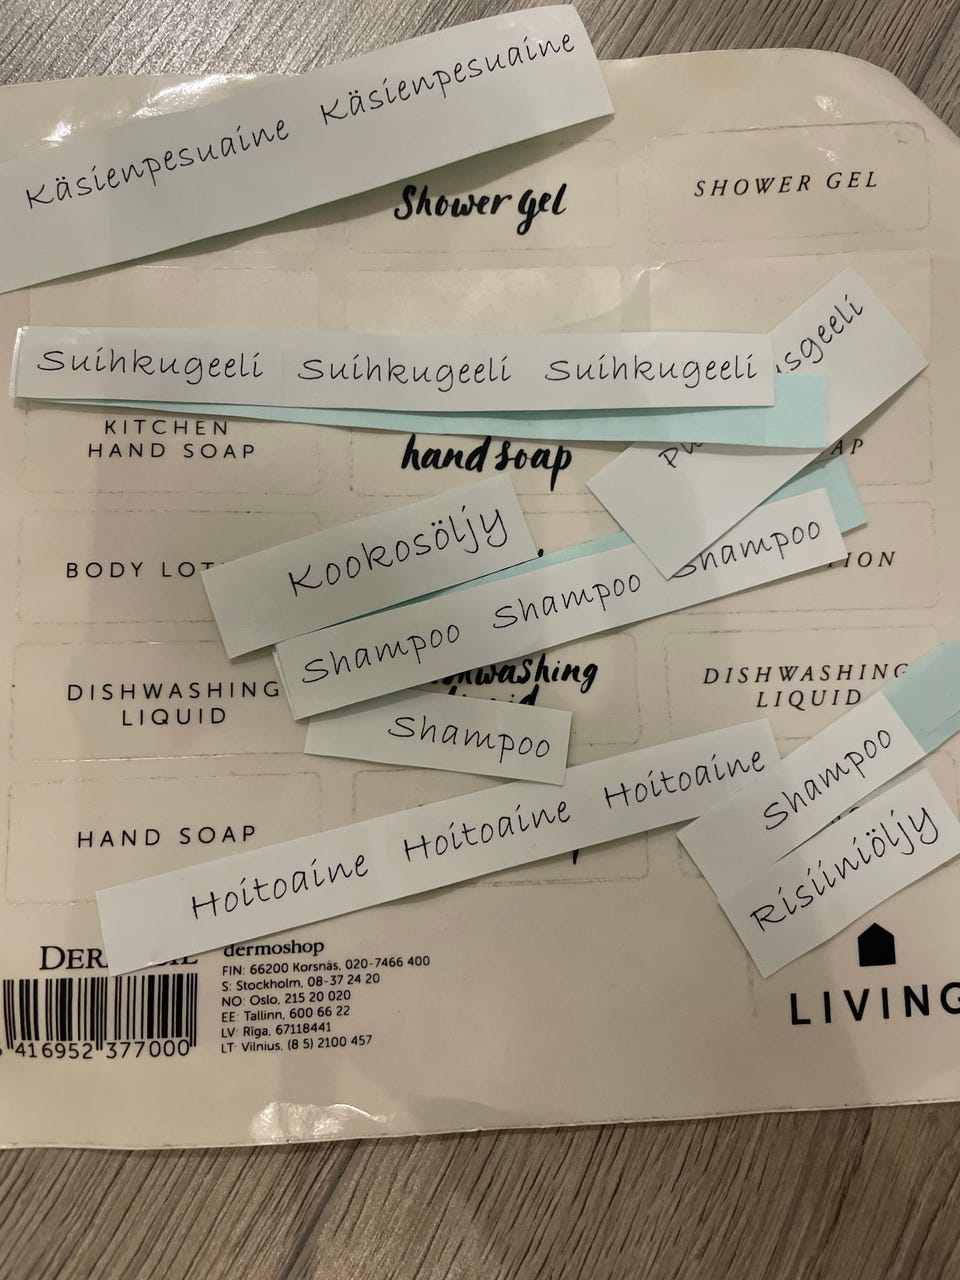 Käsienpesuaine Käsienpesuaine
Shower gel
SHOWER GEL
Suihkugeeli Suihkugeeli Suihkugeeli
KITCHEN
HAND SOAP
hand soap
Kookosöljy
BODY
Shampoo Shampoo Shampoo
DISHWASHING
LIQUID
DISHWASHING
LIQUID
Shampoo
Hoitoaine Hoitoaine Hoitoaine
Shampoo
HAND SOAP
Risiiniöljy
dermoshop
FIN: 66200 Korsnäs, 020-7466 400
S: Stockholm, 08-37 24 20
NO: Oslo, 215 20 020
EE: Tallinn, 600 66 22
LV: Rīga, 67118441
LT: Vilnius, (8 5) 2100 457
416952 377000
LIVING